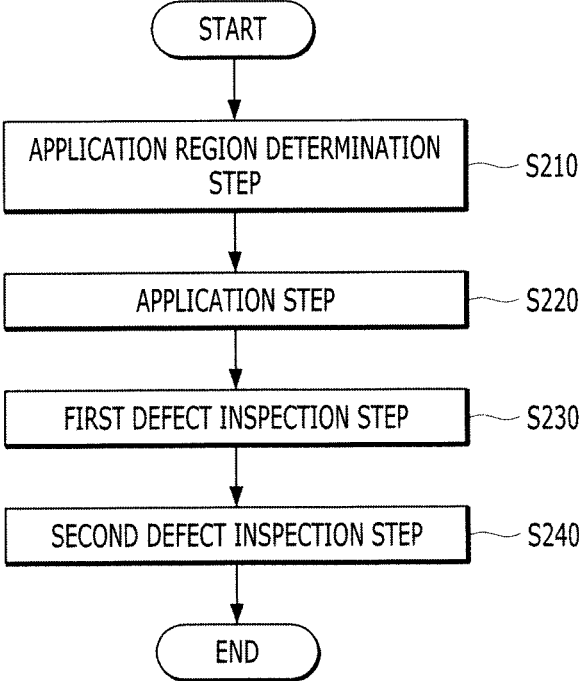 START
APPLICATION REGION DETERMINATION
STEP
S210
APPLICATION STEP
S220
FIRST DEFECT INSPECTION STEP
S230
SECOND DEFECT INSPECTION STEP
S240
END